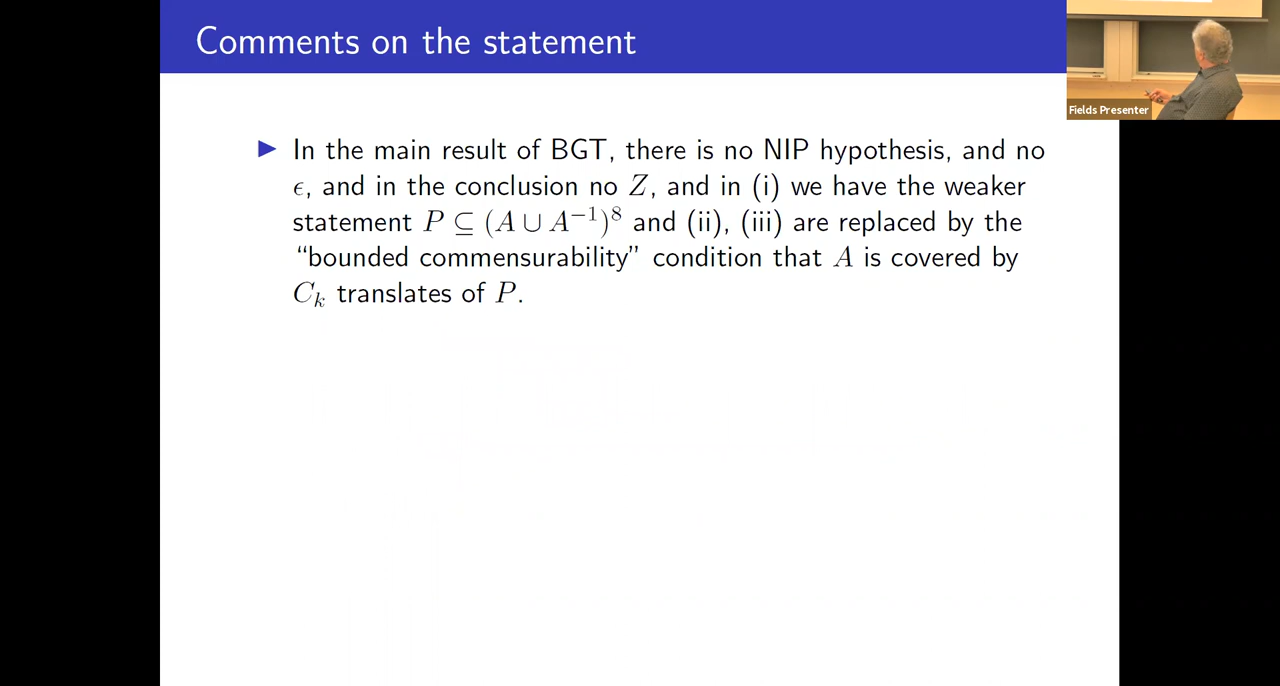 Comments on the statement
Fields Presenter
▶ In the main result of BGT, there is no NIP hypothesis, and no
ϵ, and in the conclusion no Z, and in (i) we have the weaker
statement P ⊆ (A ∪ A⁻¹)⁸ and (ii), (iii) are replaced by the
“bounded commensurability” condition that A is covered by
Cₖ translates of P.